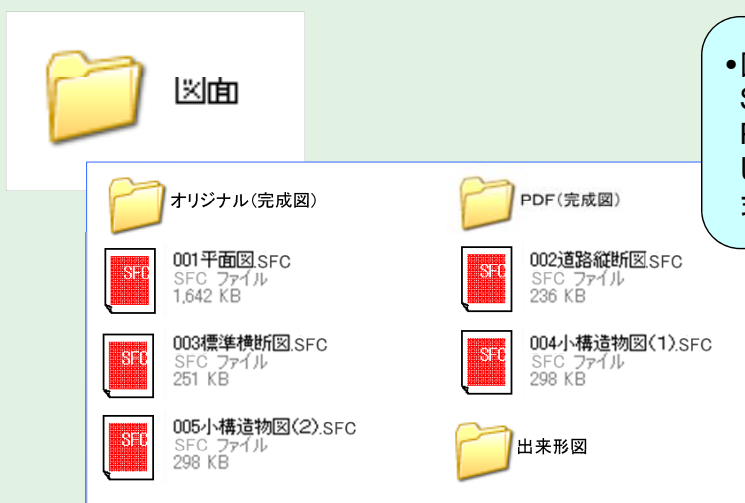 図面
オリジナル(完成図)
PDF(完成図)
SFC
001平面図.SFC
SFC ファイル
1,642 KB
SFC
002道路縦断図.SFC
SFC ファイル
236 KB
SFC
003標準横断図.SFC
SFC ファイル
251 KB
SFC
004小構造物図(1).SFC
SFC ファイル
298 KB
SFC
005小構造物図(2).SFC
SFC ファイル
298 KB
出来形図